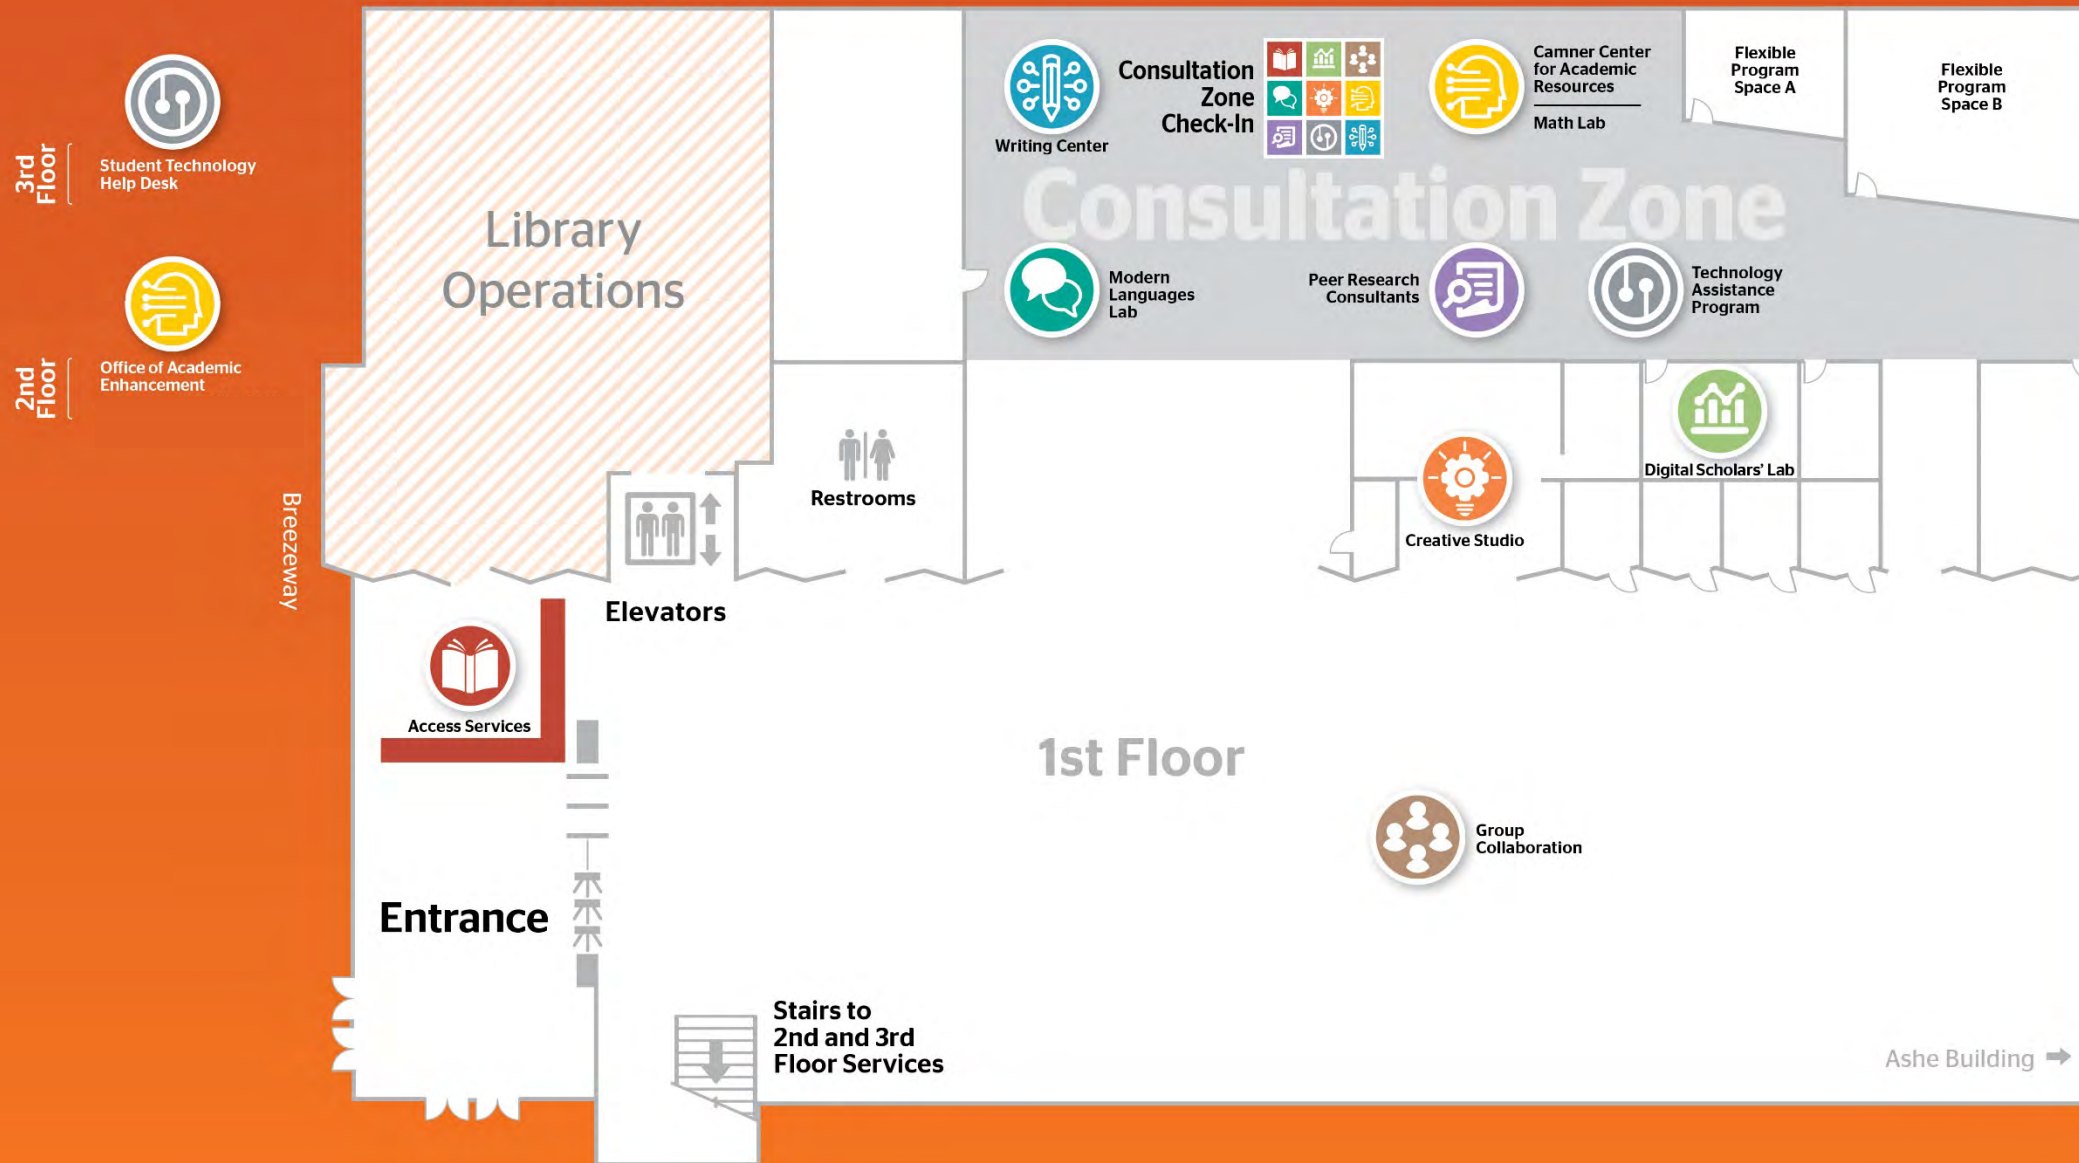 3rd
Floor
Student Technology
Help Desk
2nd
Floor
Office of Academic
Enhancement
Breezeway
Library
Operations
Writing Center
Consultation
Zone
Check-In
Camner Center
for Academic
Resources
Math Lab
Flexible
Program
Space A
Flexible
Program
Space B
Consultation Zone
Modern
Languages
Lab
Peer Research
Consultants
Technology
Assistance
Program
Restrooms
Elevators
Creative Studio
Digital Scholars' Lab
Access Services
1st Floor
Group
Collaboration
Entrance
Stairs to
2nd and 3rd
Floor Services
Ashe Building